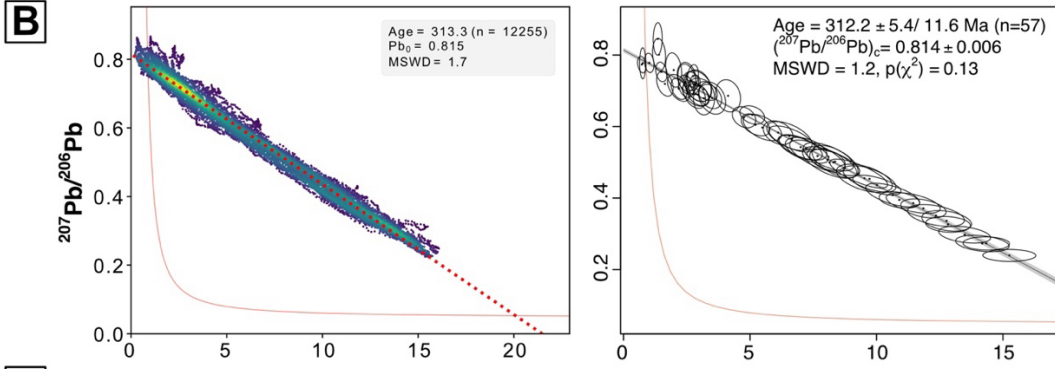 B
Age = 313.3 (n = 12255)
Pb₀ = 0.815
MSWD = 1.7
²⁰⁷Pb/²⁰⁶Pb
0.8
0.6
0.4
0.2
0.0
0
5
10
15
20
Age = 312.2 ± 5.4/ 11.6 Ma (n=57)
(²⁰⁷Pb/²⁰⁶Pb)c= 0.814 ± 0.006
MSWD = 1.2, p(χ²) = 0.13
0.8
0.6
0.4
0.2
0
5
10
15